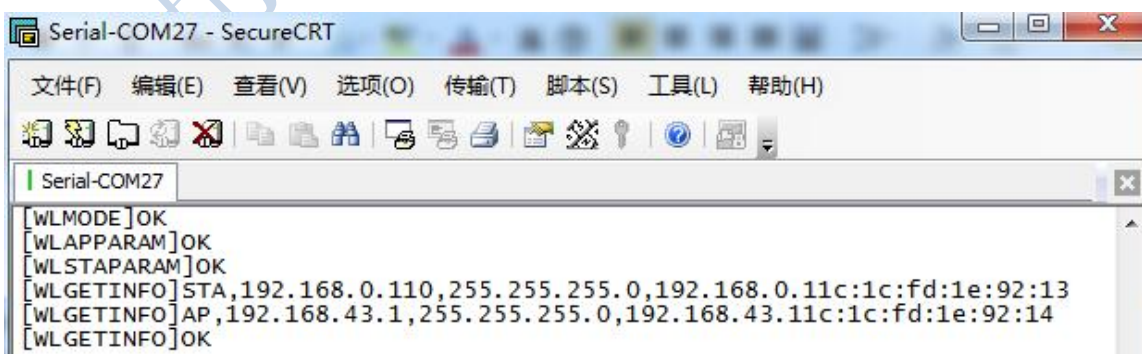 Serial-COM27 - SecureCRT
文件(F) 编辑(E) 查看(V) 选项(O) 传输(T) 脚本(S) 工具(L) 帮助(H)
Serial-COM27
[WLMODE]OK
[WLAPPARAM]OK
[WLSTAPARAM]OK
[WLGETINFO]STA,192.168.0.110,255.255.255.0,192.168.0.11c:1c:fd:1e:92:13
[WLGETINFO]AP,192.168.43.1,255.255.255.0,192.168.43.11c:1c:fd:1e:92:14
[WLGETINFO]OK